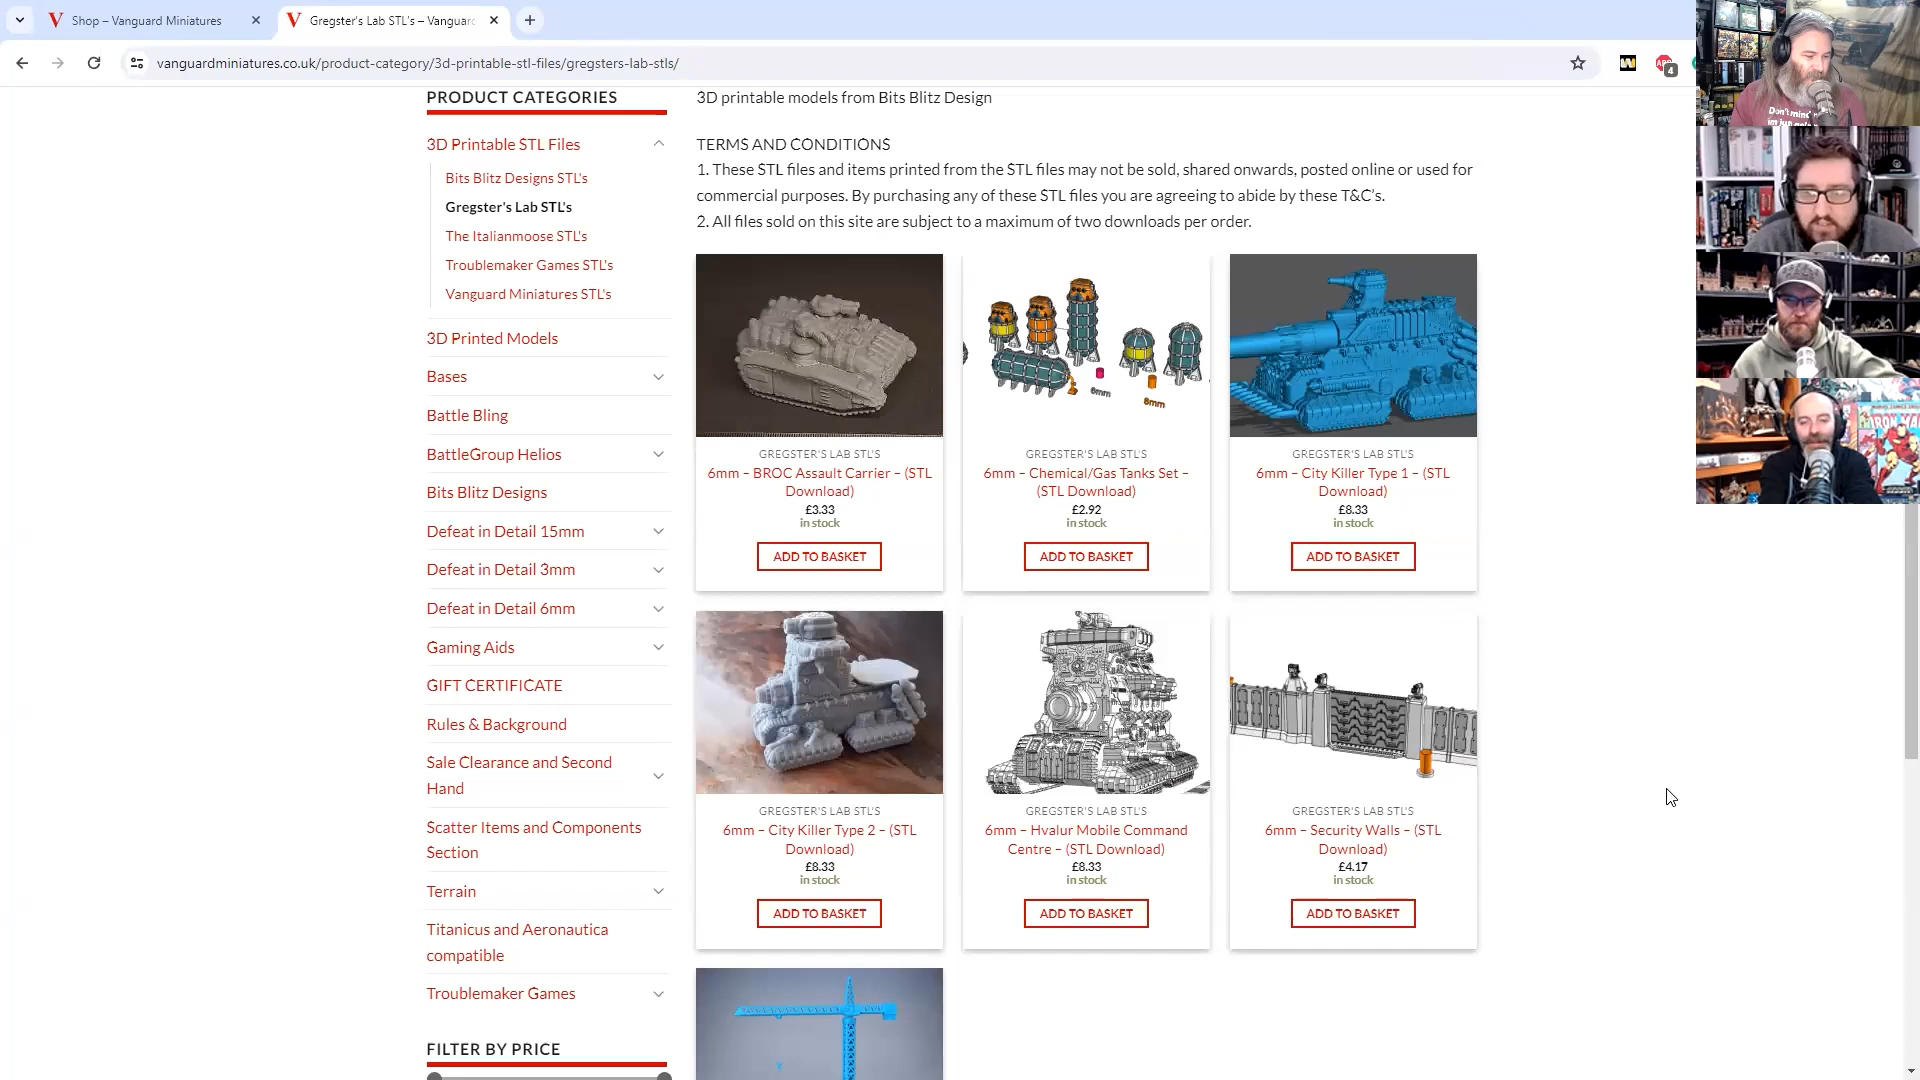 Shop – Vanguard Miniatures
Gregster's Lab STL's – Vanguar
vanguardminiatures.co.uk/product-category/3d-printable-stl-files/gregsters-lab-stls/
4
PRODUCT CATEGORIES
3D Printable STL Files
Bits Blitz Designs STL's
Gregster's Lab STL's
The Italianmoose STL's
Troublemaker Games STL's
Vanguard Miniatures STL's
3D Printed Models
Bases
Battle Bling
BattleGroup Helios
Bits Blitz Designs
Defeat in Detail 15mm
Defeat in Detail 3mm
Defeat in Detail 6mm
Gaming Aids
GIFT CERTIFICATE
Rules & Background
Sale Clearance and Second
Hand
Scatter Items and Components
Section
Terrain
Titanicus and Aeronautica
compatible
Troublemaker Games
FILTER BY PRICE
3D printable models from Bits Blitz Design
TERMS AND CONDITIONS
1. These STL files and items printed from the STL files may not be sold, shared onwards, posted online or used for
commercial purposes. By purchasing any of these STL files you are agreeing to abide by these T&C's.
2. All files sold on this site are subject to a maximum of two downloads per order.
6mm
8mm
GREGSTER'S LAB STL'S
6mm – BROC Assault Carrier – (STL
Download)
£3.33
in stock
ADD TO BASKET
GREGSTER'S LAB STL'S
6mm – Chemical/Gas Tanks Set –
(STL Download)
£2.92
in stock
ADD TO BASKET
GREGSTER'S LAB STL'S
6mm – City Killer Type 1 – (STL
Download)
£8.33
in stock
ADD TO BASKET
GREGSTER'S LAB STL'S
6mm – City Killer Type 2 – (STL
Download)
£8.33
in stock
ADD TO BASKET
GREGSTER'S LAB STL'S
6mm – Hvalur Mobile Command
Centre – (STL Download)
£8.33
in stock
ADD TO BASKET
GREGSTER'S LAB STL'S
6mm – Security Walls – (STL
Download)
£4.17
in stock
ADD TO BASKET
Don't mind
IRON MAN